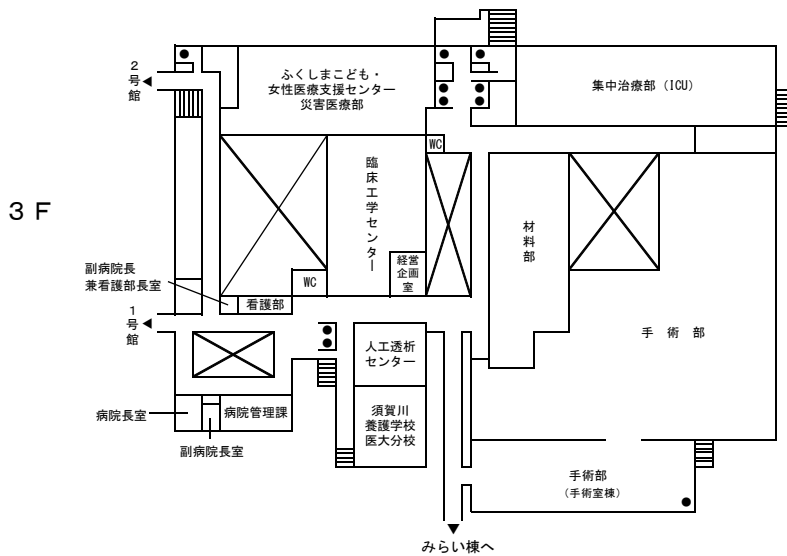 2
号
館
ふくしまこども・
女性医療支援センター
災害医療部
集中治療部(ICU)
WC
臨床工学センター
3 F
材料部
経営
企画
室
副病院長
兼看護部長室
WC
看護部
1
号
館
手 術 部
人工透析
センター
病院長室
病院管理課
須賀川
養護学校
医大分校
副病院長室
手術部
(手術室棟)
みらい棟へ